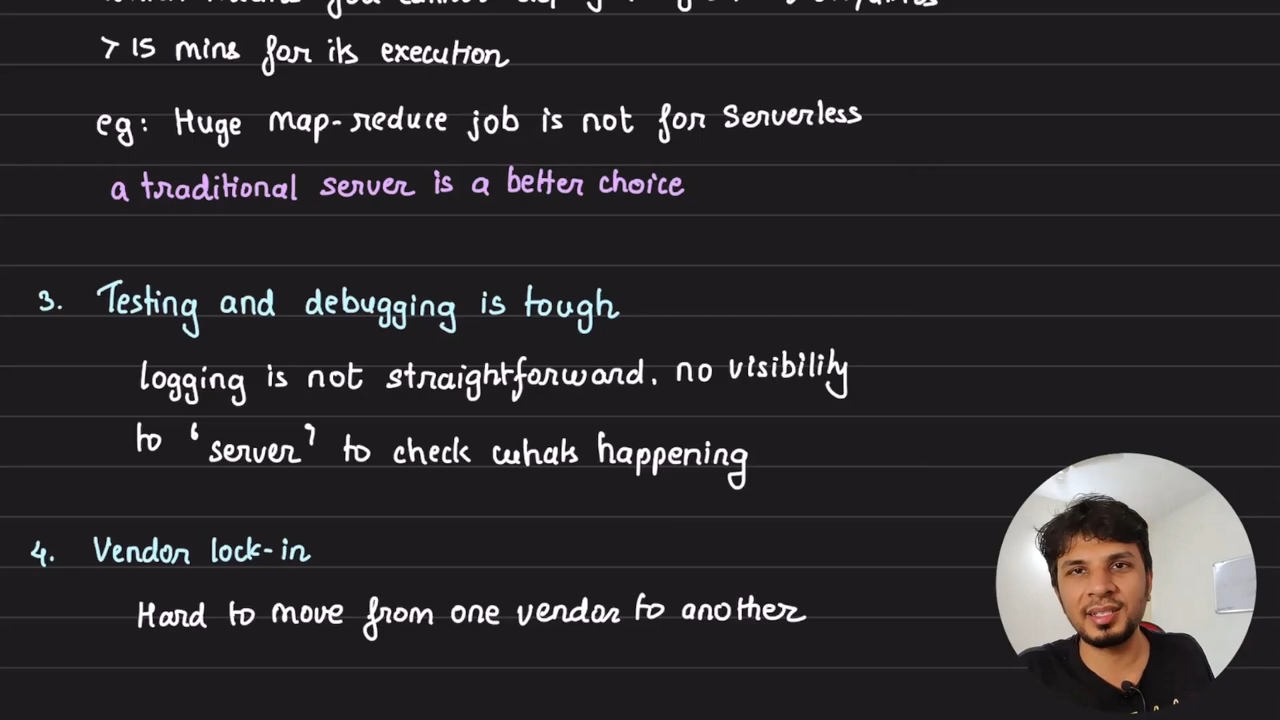 > 15 mins for its execution
eg: Huge map-reduce job is not for Serverless
a traditional server is a better choice
3. Testing and debugging is tough
logging is not straightforward. no visibility
to 'server' to check whats happening
4. Vendor lock-in
Hard to move from one vendor to another